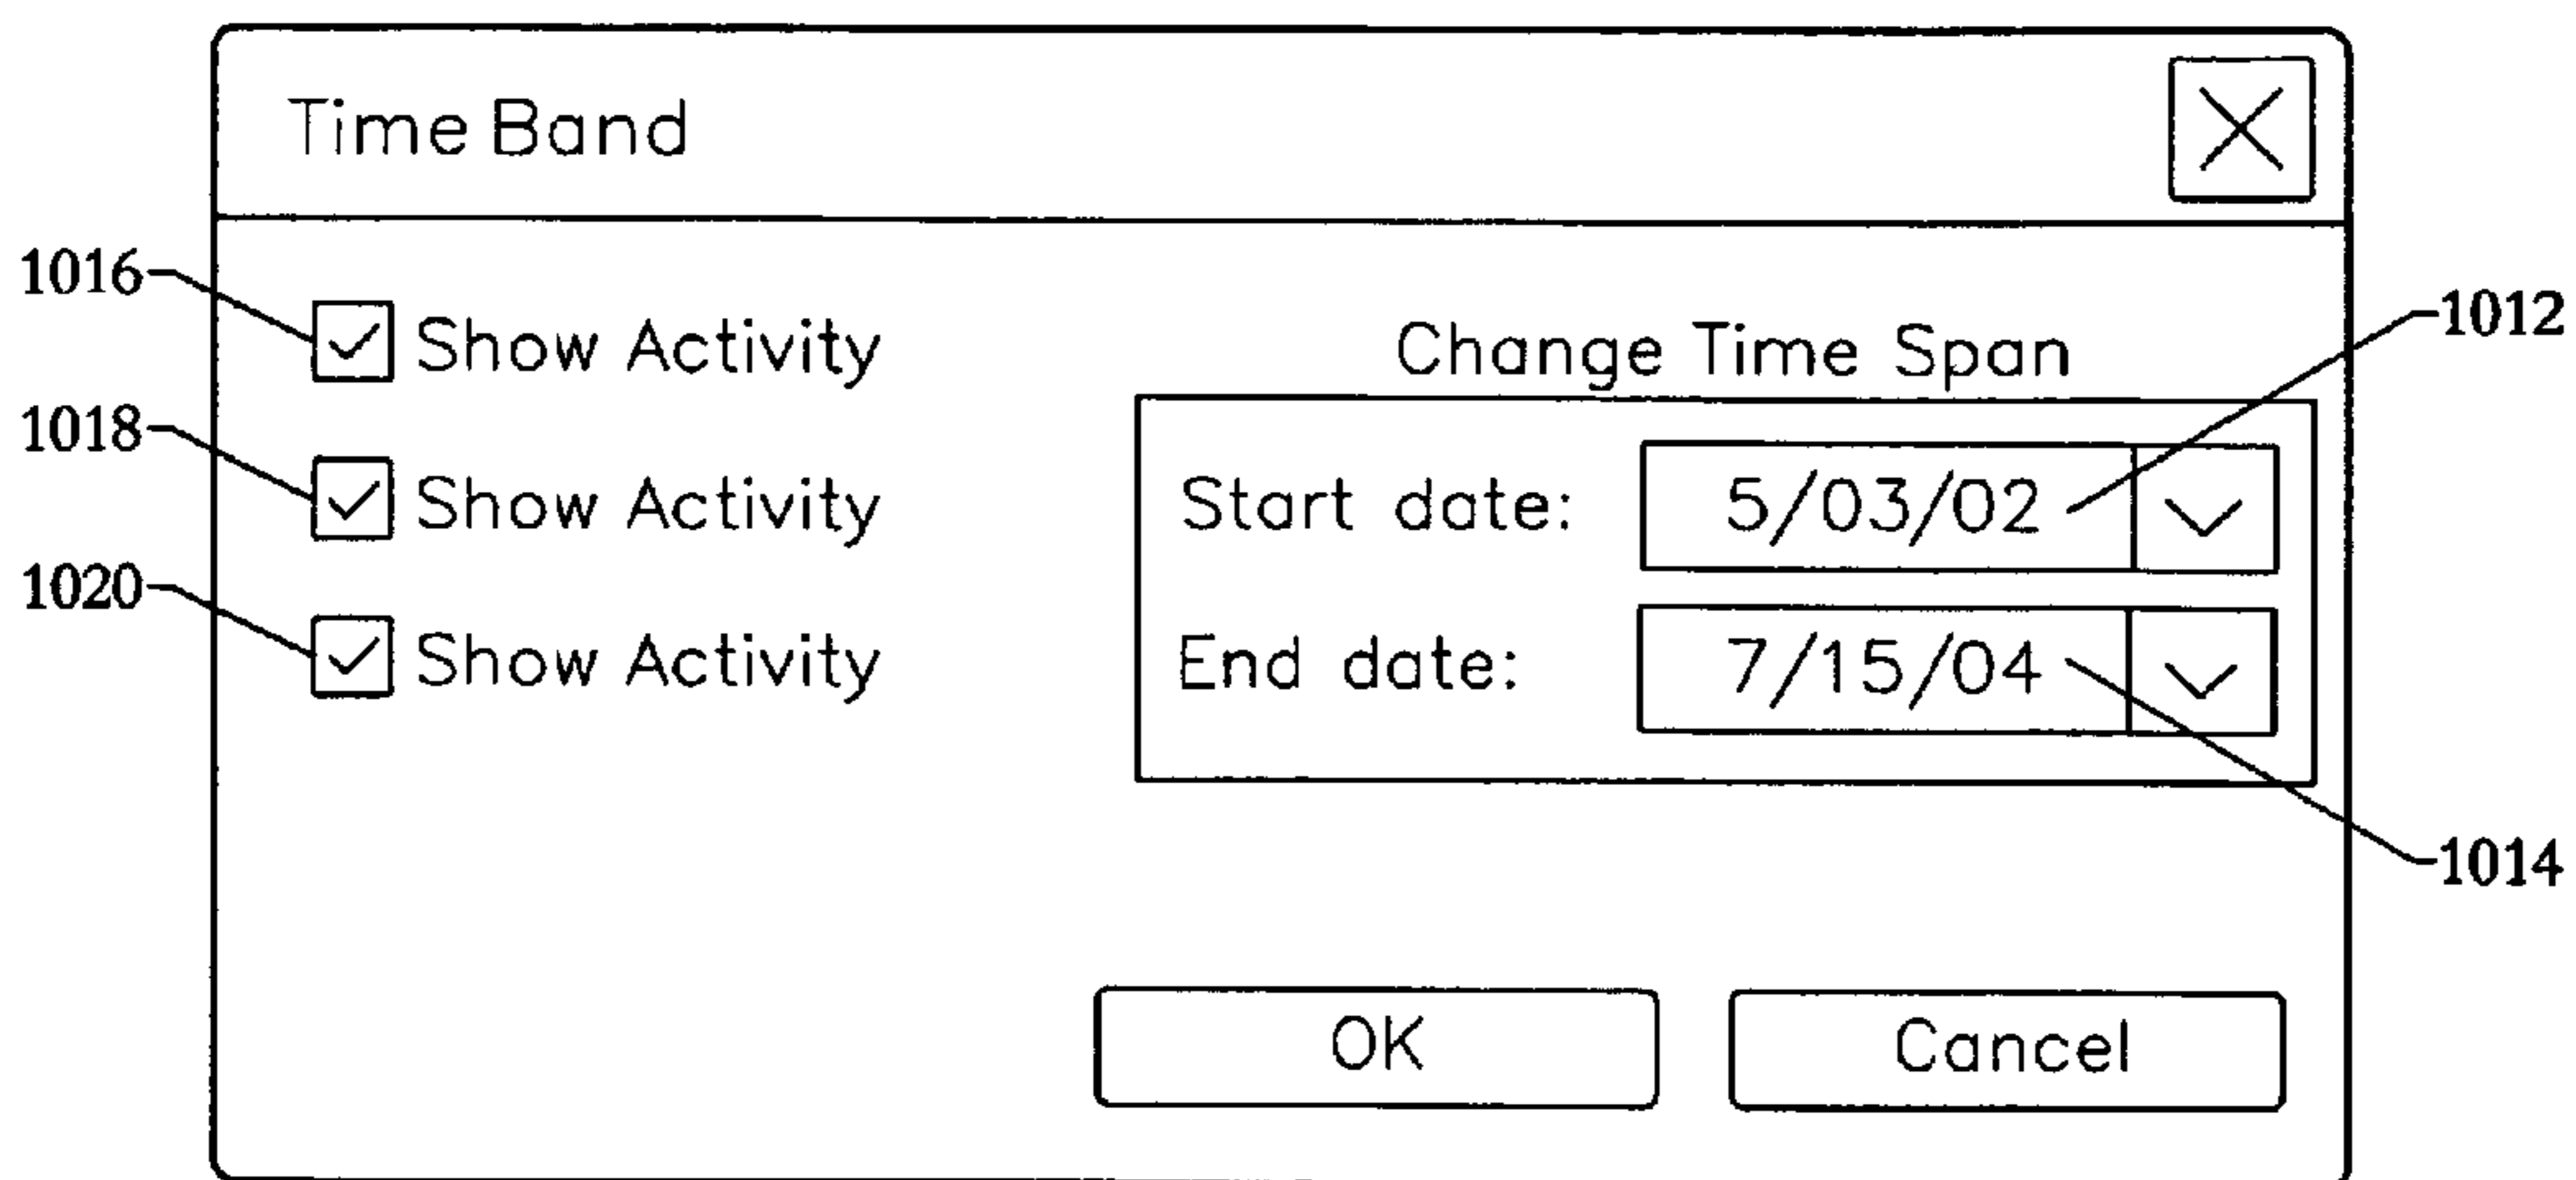 Time Band
1016
Show Activity
Change Time Span
1012
1018
Show Activity
Start date: 5/03/02
1020
Show Activity
End date: 7/15/04
1014
OK
Cancel